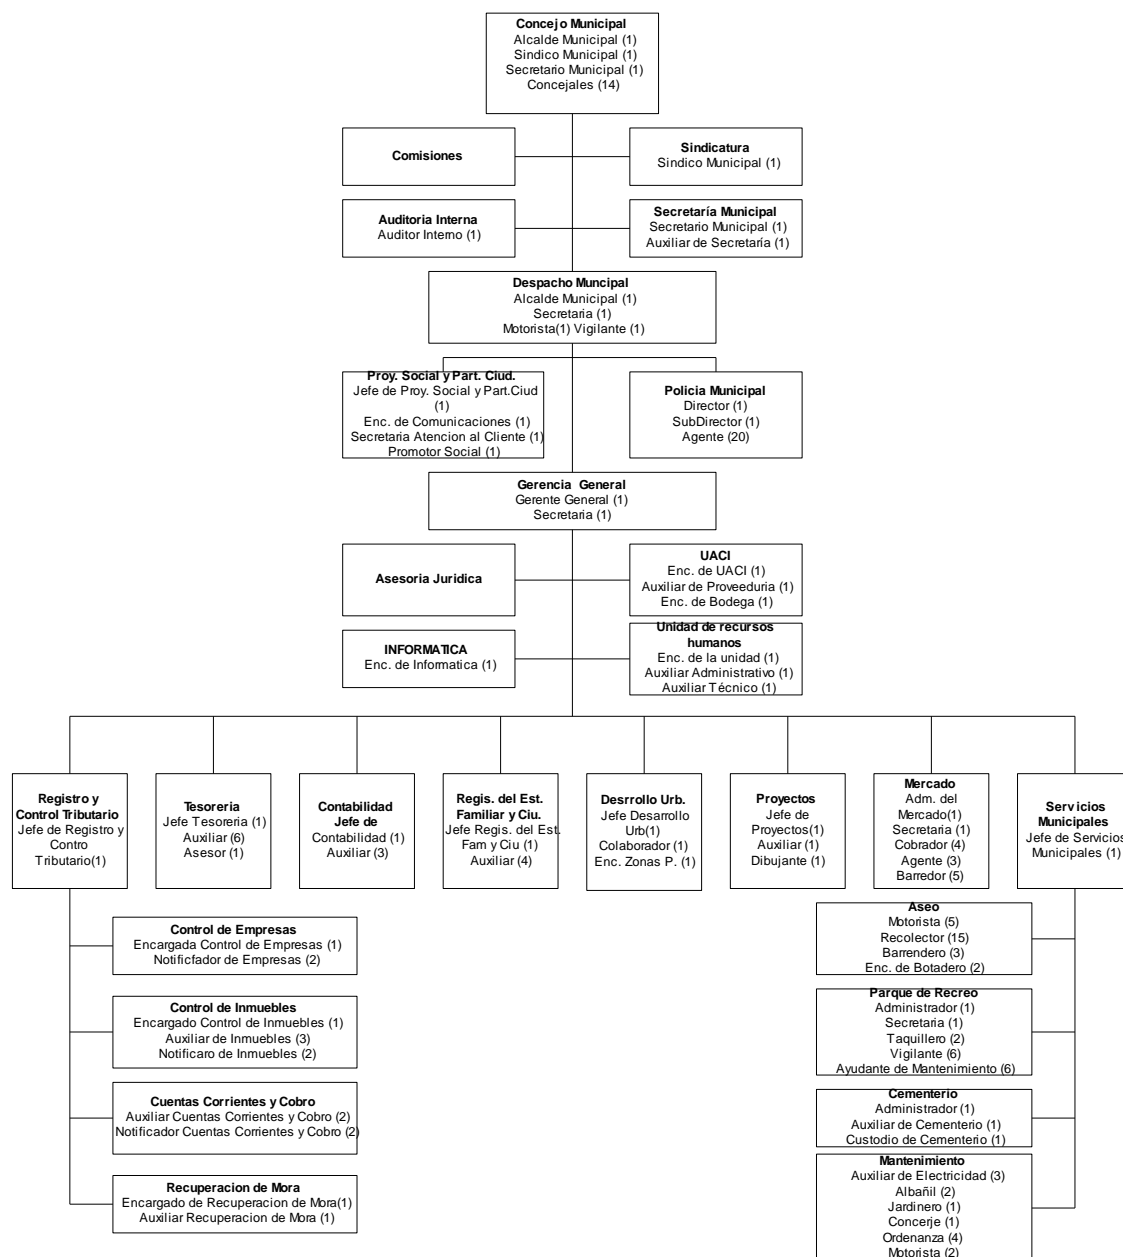 Concejo Municipal
Alcalde Municipal (1)
Sindico Municipal (1)
Secretario Municipal (1)
Concejales (14)
Comisiones
Sindicatura
Sindico Municipal (1)
Auditoria Interna
Auditor Interno (1)
Secretaría Municipal
Secretario Municipal (1)
Auxiliar de Secretaría (1)
Despacho Muncipal
Alcalde Municipal (1)
Secretaria (1)
Motorista(1) Vigilante (1)
Proy. Social y Part. Ciud.
Jefe de Proy. Social y Part.Ciud
(1)
Enc. de Comunicaciones (1)
Secretaria Atencion al Cliente (1)
Promotor Social (1)
Policia Municipal
Director (1)
SubDirector (1)
Agente (20)
Gerencia General
Gerente General (1)
Secretaria (1)
Asesoria Juridica
UACI
Enc. de UACI (1)
Auxiliar de Proveeduria (1)
Enc. de Bodega (1)
INFORMATICA
Enc. de Informatica (1)
Unidad de recursos
humanos
Enc. de la unidad (1)
Auxiliar Administrativo (1)
Auxiliar Técnico (1)
Registro y
Control Tributario
Jefe de Registro y
Contro
Tributario(1)
Tesoreria
Jefe Tesoreria (1)
Auxiliar (6)
Asesor (1)
Contabilidad
Jefe de
Contabilidad (1)
Auxiliar (3)
Regis. del Est.
Familiar y Ciu.
Jefe Regis. del Est.
Fam y Ciu (1)
Auxiliar (4)
Desrrollo Urb.
Jefe Desarrollo
Urb(1)
Colaborador (1)
Enc. Zonas P. (1)
Proyectos
Jefe de
Proyectos(1)
Auxiliar (1)
Dibujante (1)
Mercado
Adm. del
Mercado(1)
Secretaria (1)
Cobrador (4)
Agente (3)
Barredor (5)
Servicios
Municipales
Jefe de Servicios
Municipales (1)
Control de Empresas
Encargada Control de Empresas (1)
Notificfador de Empresas (2)
Control de Inmuebles
Encargado Control de Inmuebles (1)
Auxiliar de Inmuebles (3)
Notificaro de Inmuebles (2)
Cuentas Corrientes y Cobro
Auxiliar Cuentas Corrientes y Cobro (2)
Notificador Cuentas Corrientes y Cobro (2)
Recuperacion de Mora
Encargado de Recuperacion de Mora(1)
Auxiliar Recuperacion de Mora (1)
Aseo
Motorista (5)
Recolector (15)
Barrendero (3)
Enc. de Botadero (2)
Parque de Recreo
Administrador (1)
Secretaria (1)
Taquillero (2)
Vigilante (6)
Ayudante de Mantenimiento (6)
Cementerio
Administrador (1)
Auxiliar de Cementerio (1)
Custodio de Cementerio (1)
Mantenimiento
Auxiliar de Electricidad (3)
Albañil (2)
Jardinero (1)
Concerje (1)
Ordenanza (4)
Motorista (2)